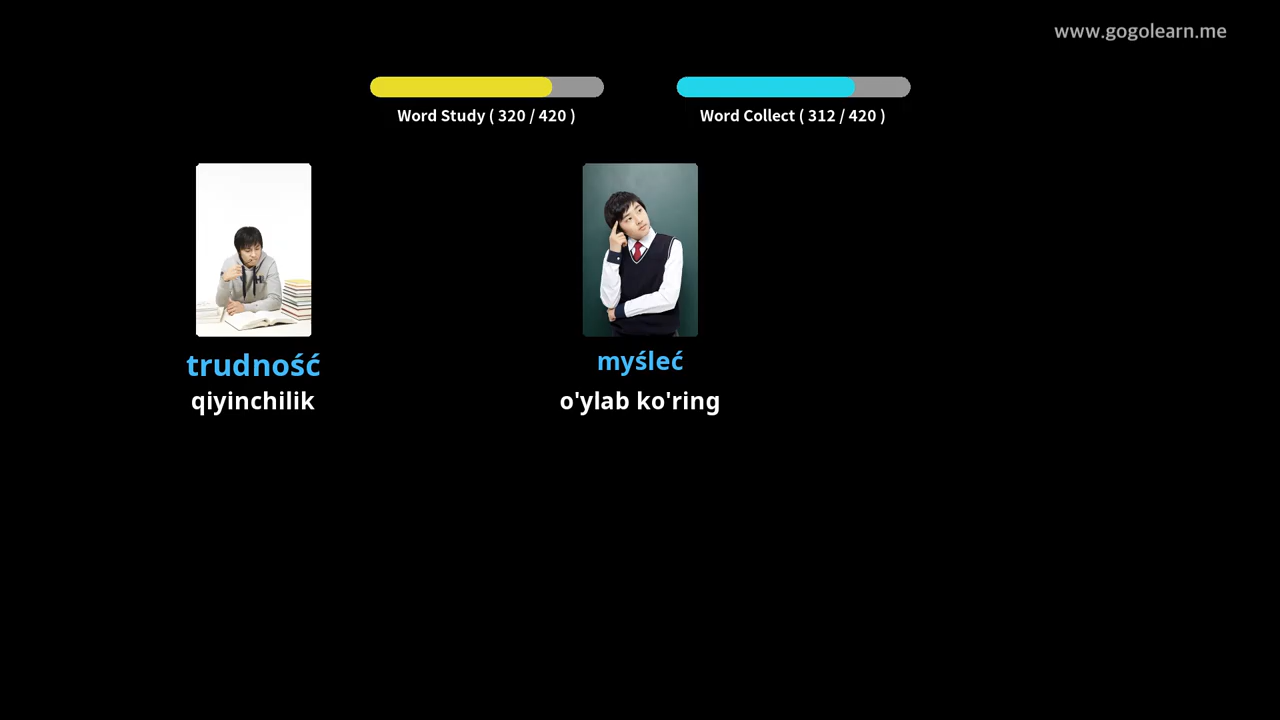 www.gogolearn.me
Word Study ( 320 / 420 )
Word Collect ( 312 / 420 )
trudność
qiyinchilik
myśleć
o'ylab ko'ring